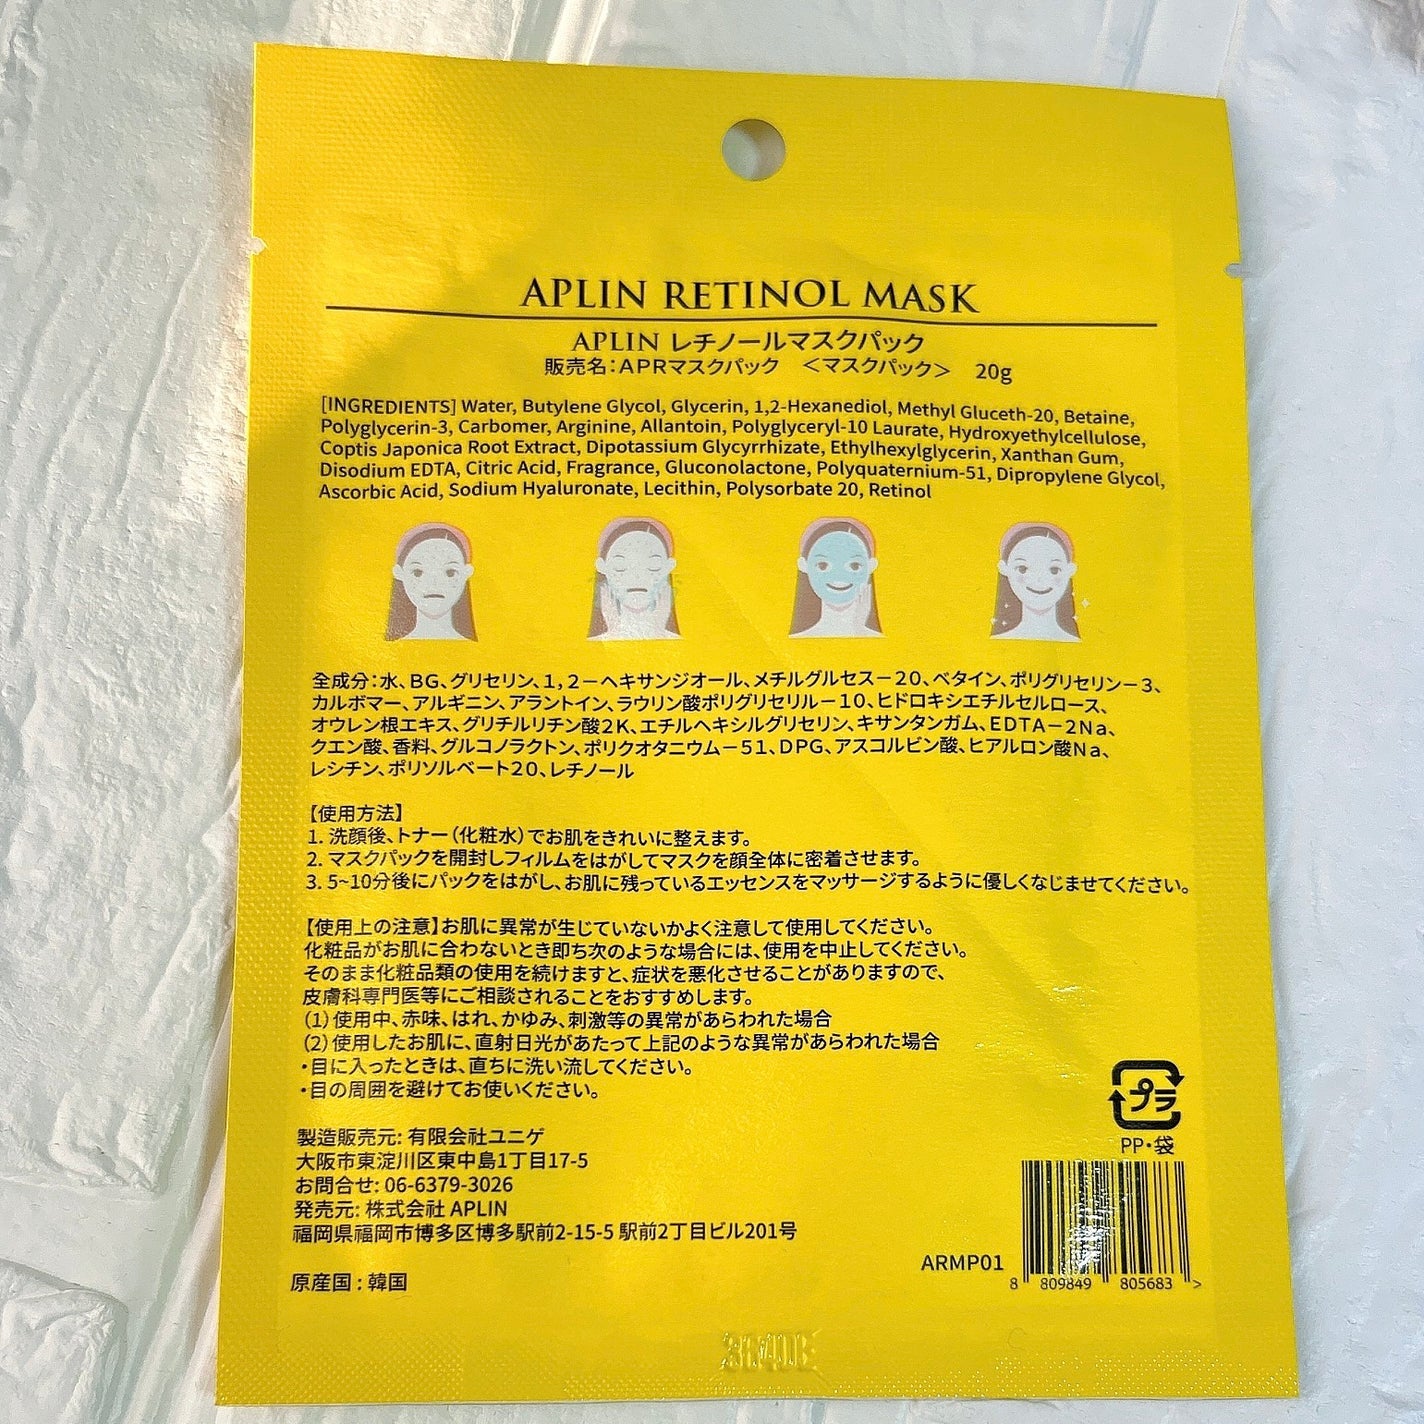 APLIN RETINOL MASK
APLIN レチノールマスクパック
販売名：APRマスクパック　＜マスクパック＞　20g
[INGREDIENTS] Water, Butylene Glycol, Glycerin, 1,2-Hexanediol, Methyl Gluceth-20, Betaine,
Polyglycerin-3, Carbomer, Arginine, Allantoin, Polyglyceryl-10 Laurate, Hydroxyethylcellulose,
Coptis Japonica Root Extract, Dipotassium Glycyrrhizate, Ethylhexylglycerin, Xanthan Gum,
Disodium EDTA, Citric Acid, Fragrance, Gluconolactone, Polyquaternium-51, Dipropylene Glycol,
Ascorbic Acid, Sodium Hyaluronate, Lecithin, Polysorbate 20, Retinol
全成分：水、BG、グリセリン、1，2－ヘキサンジオール、メチルグルセス－20、ベタイン、ポリグリセリン－3、
カルボマー、アルギニン、アラントイン、ラウリン酸ポリグリセリル－10、ヒドロキシエチルセルロース、
オウレン根エキス、グリチルリチン酸2K、エチルヘキシルグリセリン、キサンタンガム、EDTA－2Na、
クエン酸、香料、グルコノラクトン、ポリクオタニウム－51、DPG、アスコルビン酸、ヒアルロン酸Na、
レシチン、ポリソルベート20、レチノール
【使用方法】
1. 洗顔後、トナー（化粧水）でお肌をきれいに整えます。
2. マスクパックを開封しフィルムをはがしてマスクを顔全体に密着させます。
3. 5~10分後にパックをはがし、お肌に残っているエッセンスをマッサージするように優しくなじませてください。
【使用上の注意】お肌に異常が生じていないかよく注意して使用してください。
化粧品がお肌に合わないとき即ち次のような場合には、使用を中止してください。
そのまま化粧品類の使用を続けますと、症状を悪化させることがありますので、
皮膚科専門医等にご相談されることをおすすめします。
（1）使用中、赤味、はれ、かゆみ、刺激等の異常があらわれた場合
（2）使用したお肌に、直射日光があたって上記のような異常があらわれた場合
・目に入ったときは、直ちに洗い流してください。
・目の周囲を避けてお使いください。
プラ
PP・袋
製造販売元: 有限会社ユニゲ
大阪市東淀川区東中島1丁目17-5
お問合せ: 06-6379-3026
発売元: 株式会社 APLIN
福岡県福岡市博多区博多駅前2-15-5 駅前2丁目ビル201号
原産国 : 韓国
ARMP01
8 809849 805683 >